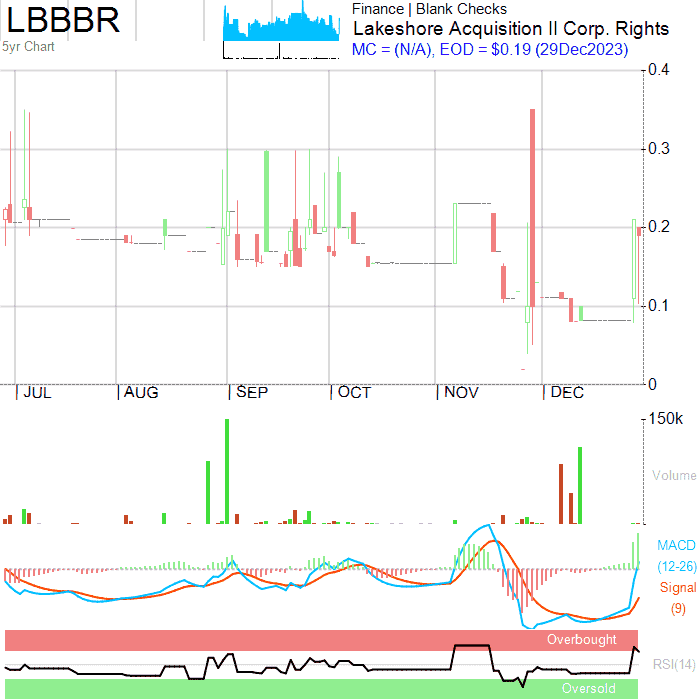 LBBBR
5yr Chart
Finance | Blank Checks
Lakeshore Acquisition II Corp. Rights
MC = (N/A), EOD = $0.19 (29Dec2023)
0.4
0.3
0.2
0.1
0
JUL
AUG
SEP
OCT
NOV
DEC
150k
Volume
MACD
(12-26)
Signal
(9)
Overbought
RSI(14)
Oversold